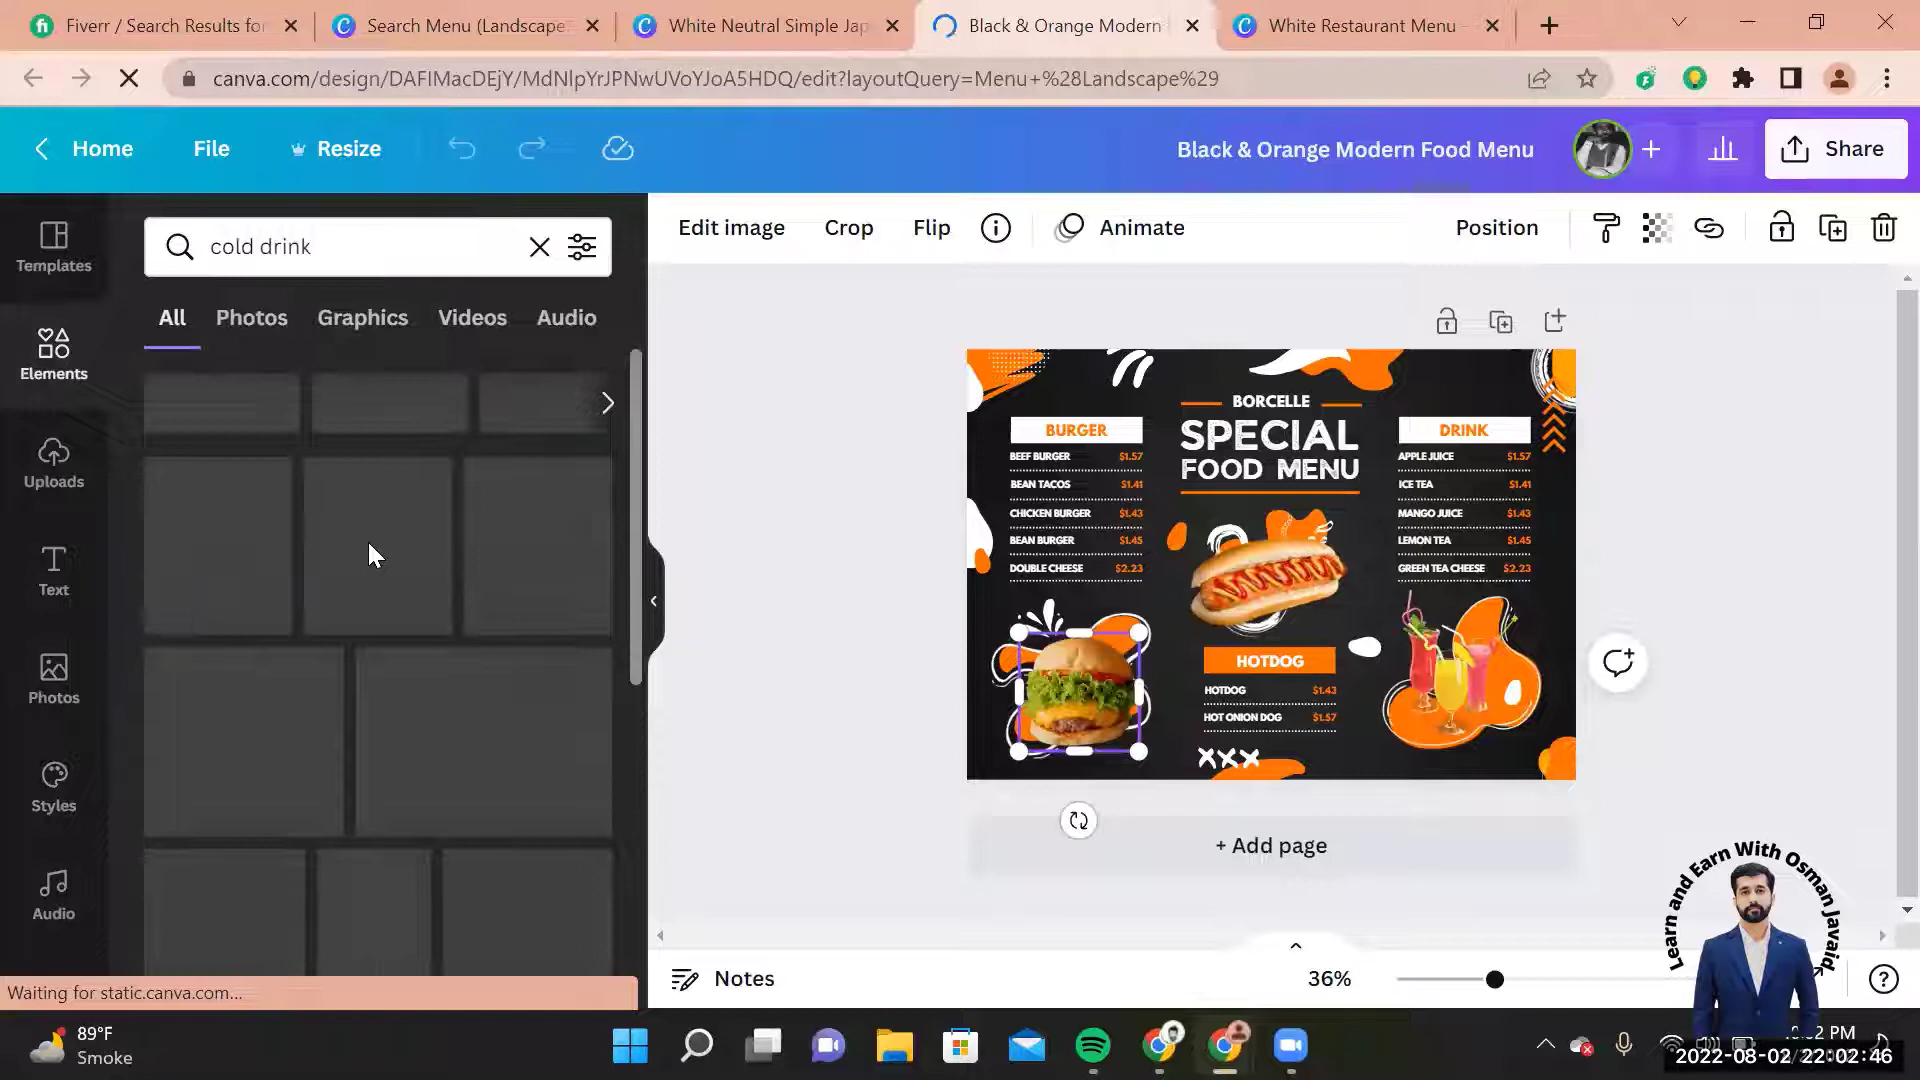 Fiverr / Search Results for
Search Menu (Landscape
White Neutral Simple Jap
Black & Orange Modern
White Restaurant Menu –
canva.com/design/DAFIMacDEjY/MdNlpYrJPNwUVoYJoA5HDQ/edit?layoutQuery=Menu+%28Landscape%29
Home
File
Resize
Black & Orange Modern Food Menu
Share
Templates
Elements
Uploads
Text
Photos
Styles
Audio
cold drink
All
Photos
Graphics
Videos
Audio
Edit image
Crop
Flip
Animate
Position
BORCELLE
SPECIAL
FOOD MENU
BURGER
BEEF BURGER $1.57
BEAN TACOS $1.41
CHICKEN BURGER $1.43
BEAN BURGER $1.45
DOUBLE CHEESE $2.23
DRINK
APPLE JUICE $1.57
ICE TEA $1.41
MANGO JUICE $1.43
LEMON TEA $1.45
GREEN TEA CHEESE $2.23
HOTDOG
HOTDOG $1.43
HOT ONION DOG $1.57
+ Add page
Notes
36%
Learn and Earn With Osman Javaid
Waiting for static.canva.com...
89°F
Smoke
2022-08-02 22:02:46